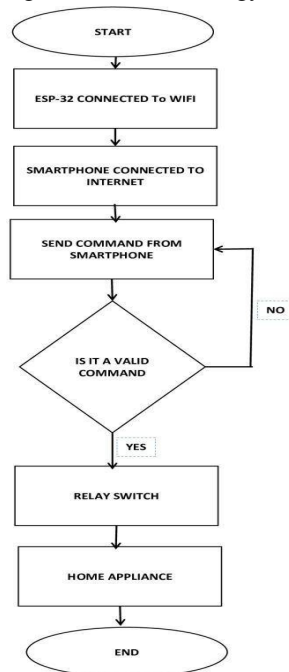 START
ESP-32 CONNECTED To WIFI
SMARTPHONE CONNECTED TO
INTERNET
SEND COMMAND FROM
SMARTPHONE
NO
IS IT A VALID
COMMAND
YES
RELAY SWITCH
HOME APPLIANCE
END